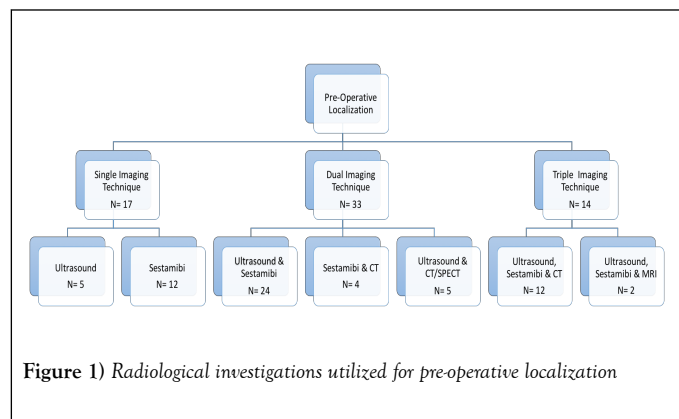 Pre-Operative
Localization
Single Imaging
Technique
N= 17
Dual Imaging
Technique
N= 33
Triple Imaging
Technique
N= 14
Ultrasound
N= 5
Sestamibi
N= 12
Ultrasound &
Sestamibi
N= 24
Sestamibi & CT
N= 4
Ultrasound &
CT/SPECT
N= 5
Ultrasound,
Sestamibi & CT
N= 12
Ultrasound,
Sestamibi & MRI
N= 2
Figure 1) Radiological investigations utilized for pre-operative localization